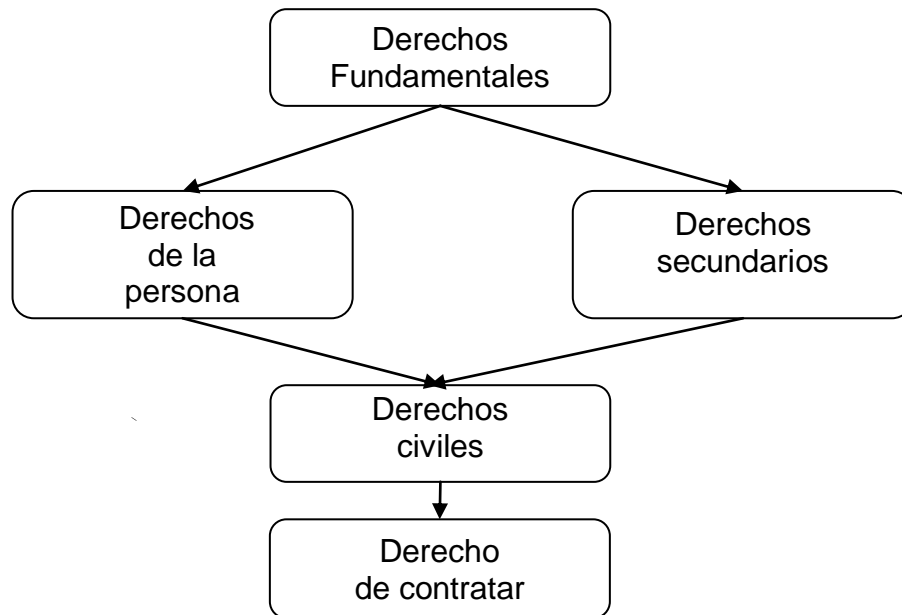 Derechos
Fundamentales
Derechos
de la
persona
Derechos
secundarios
Derechos
civiles
Derecho
de contratar